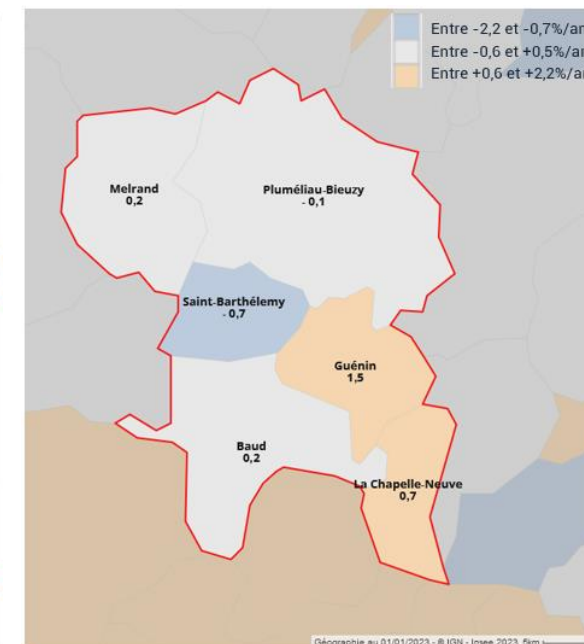 Entre -2,2 et -0,7%/an
Entre -0,6 et +0,5%/an
Entre +0,6 et +2,2%/an
Melrand
0,2
Pluméliau-Bieuzy
- 0,1
Saint-Barthélemy
- 0,7
Guénin
1,5
Baud
0,2
La Chapelle-Neuve
0,7
Géographie au 01/01/2023 - © IGN - Insee 2023 5km